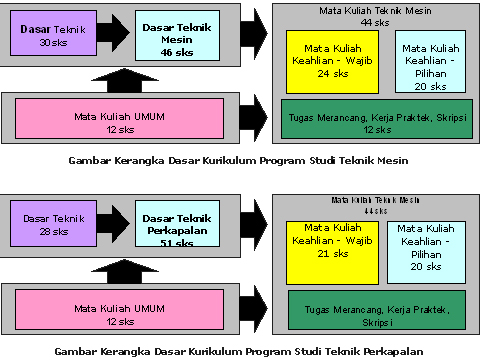 Mata Kuliah Teknik Mesin
44 sks
Dasar Teknik
30 sks
Dasar Teknik
Mesin
46 sks
Mata Kuliah
Keahlian - Wajib
24 sks
Mata Kuliah
Keahlian -
Pilihan
20 sks
Mata Kuliah UMUM
12 sks
Tugas Merancang, Kerja Praktek, Skripsi
12 sks
Gambar Kerangka Dasar Kurikulum Program Studi Teknik Mesin
Mata Kuliah Teknik Mesin
44 sks
Dasar Teknik
28 sks
Dasar Teknik
Perkapalan
51 sks
Mata Kuliah
Keahlian - Wajib
21 sks
Mata Kuliah
Keahlian -
Pilihan
20 sks
Mata Kuliah UMUM
12 sks
Tugas Merancang, Kerja Praktek,
Skripsi
Gambar Kerangka Dasar Kurikulum Program Studi Teknik Perkapalan